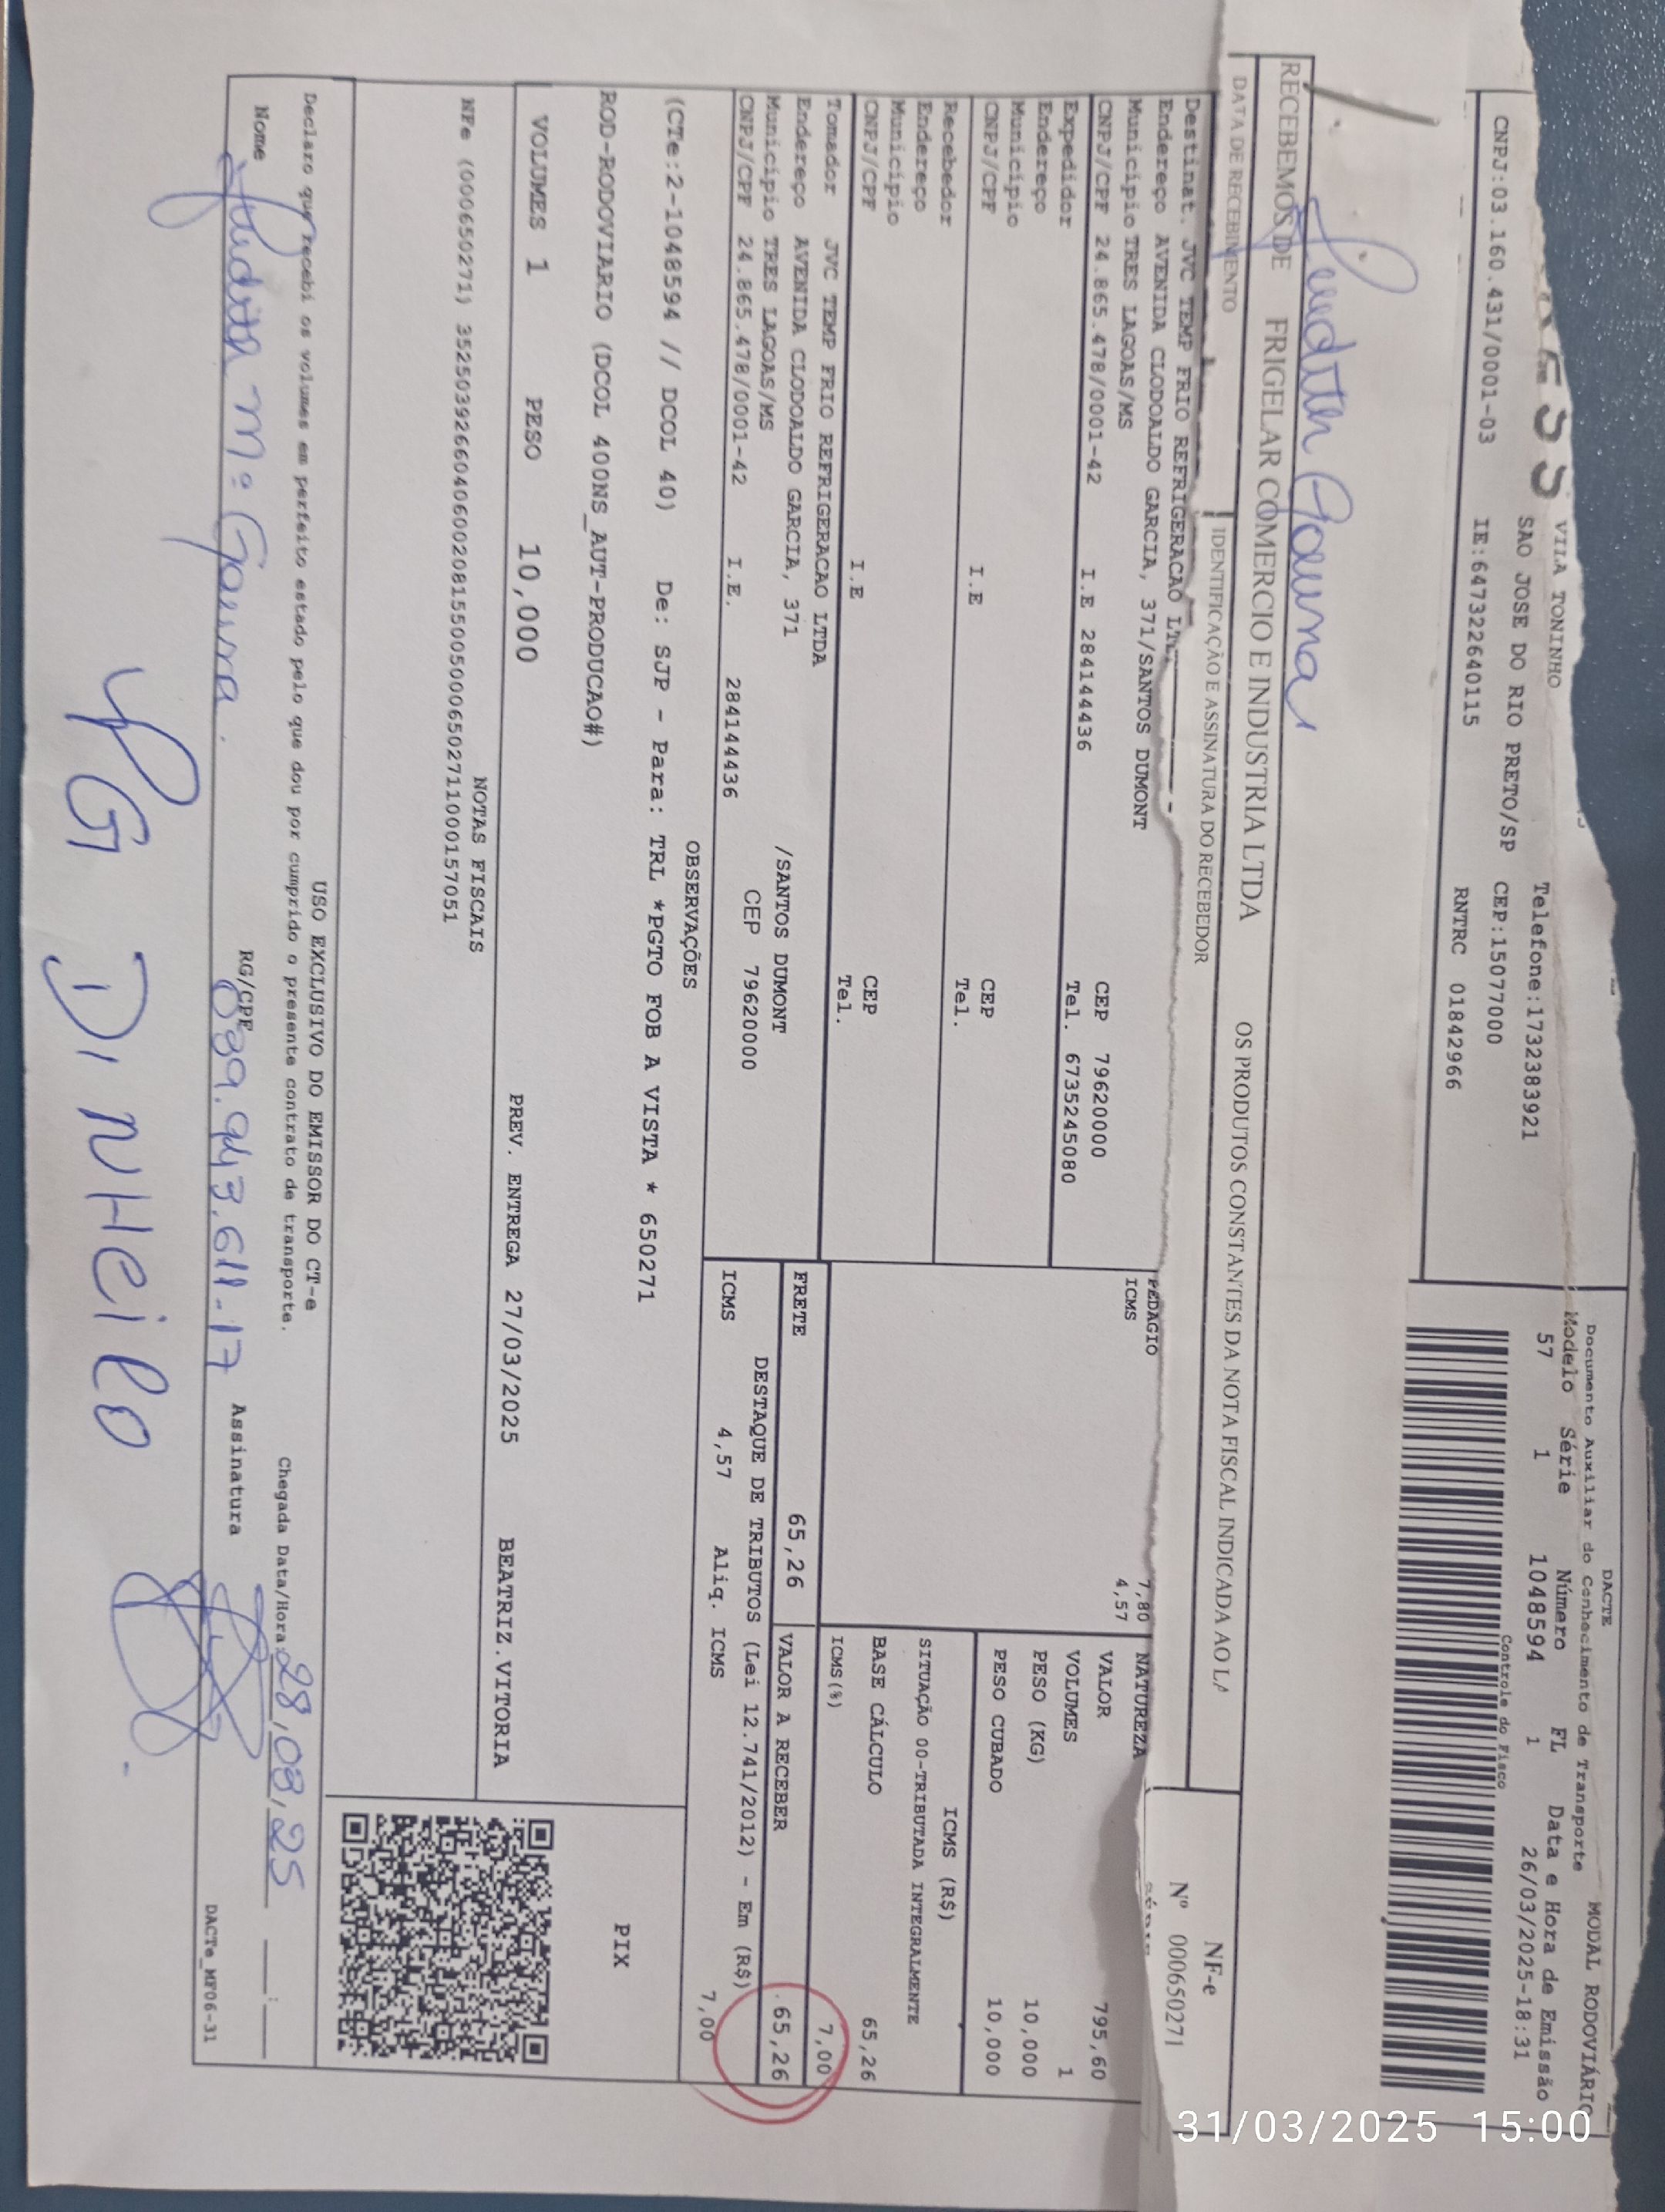 VILA TONINHO
SAO JOSE DO RIO PRETO/SP
Telefone:1732383921
CEP:15077000
CNPJ:03.160.431/0001-03
IE:647322640115
RNTRC 01842966
DACTE
Documento Auxiliar do Conhecimento de Transporte
MODAL RODOVIÁRIO
Modelo Série Número FL Data e Hora de Emissão
57 1 1048594 1 26/03/2025-18:31
Controle do Fisco
RECEBEMOS DE FRIGELAR COMERCIO E INDUSTRIA LTDA OS PRODUTOS CONSTANTES DA NOTA FISCAL INDICADA AO LA
DATA DE RECEBIMENTO
IDENTIFICAÇÃO E ASSINATURA DO RECEBEDOR
NF-e
Nº 000650271
Destinat. JVC TEMP FRIO REFRIGERACAO LT
Endereço AVENIDA CLODOALDO GARCIA, 371/SANTOS DUMONT
Município TRES LAGOAS/MS
CEP 79620000
CNPJ/CPF 24.865.478/0001-42 I.E 284144436
Tel. 6735245080
Expedidor
Endereço
Município
CEP
CNPJ/CPF I.E
Tel.
Recebedor
Endereço
Município
CEP
CNPJ/CPF I.E
Tel.
Tomador JVC TEMP FRIO REFRIGERACAO LTDA
Endereço AVENIDA CLODOALDO GARCIA, 371 /SANTOS DUMONT
Município TRES LAGOAS/MS CEP 79620000
CNPJ/CPF 24.865.478/0001-42 I.E. 284144436
PEDAGIO 7,80
ICMS 4,57
NATUREZA
VALOR 795,60
VOLUMES 1
PESO (KG) 10,000
PESO CUBADO 10,000
ICMS (R$)
SITUAÇÃO 00-TRIBUTADA INTEGRALMENTE
BASE CÁLCULO 65,26
ICMS(%) 7,00
FRETE 65,26 VALOR A RECEBER 65,26
DESTAQUE DE TRIBUTOS (Lei 12.741/2012) - Em (R$)
ICMS 4,57 Aliq. ICMS 7,00
OBSERVAÇÕES
(CTe:2-1048594 // DCOL 40) De: SJP - Para: TRL *PGTO FOB A VISTA * 650271
ROD-RODOVIARIO (DCOL 400NS_AUT-PRODUCAO#)
PIX
VOLUMES 1 PESO 10,000 PREV. ENTREGA 27/03/2025 BEATRIZ.VITORIA
NOTAS FISCAIS
NFe (000650271) 35250392660406002081550050006502711000157051
USO EXCLUSIVO DO EMISSOR DO CT-e
Declaro que recebi os volumes em perfeito estado pelo que dou por cumprido o presente contrato de transporte.
Chegada Data/Hora: 28,03,25 __:__
Nome RG/CPF 889.943.611-17 Assinatura
DACTe_MF06-31
PG DiNHeiRo
31/03/2025 15:00